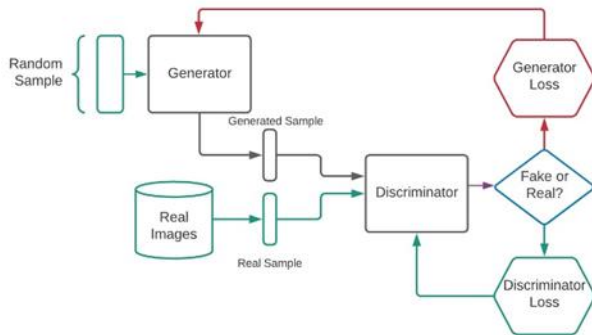 Random
Sample
Generator
Generator
Loss
Generated Sample
Discriminator
Fake or
Real?
Real
Images
Real Sample
Discriminator
Loss